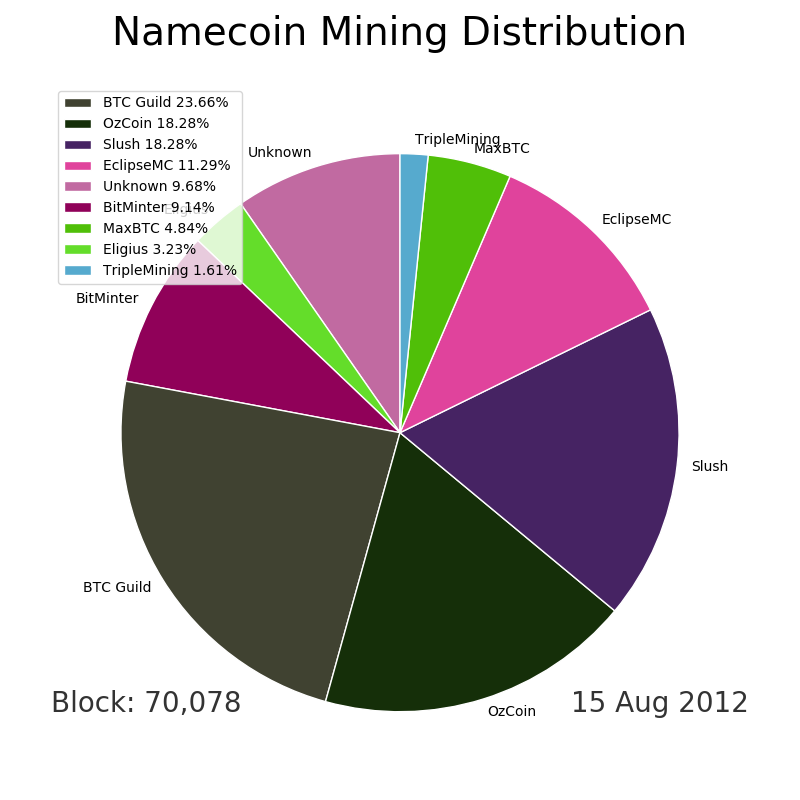 Namecoin Mining Distribution
BTC Guild 23.66%
OzCoin 18.28%
Slush 18.28%
EclipseMC 11.29%
Unknown 9.68%
BitMinter 9.14%
MaxBTC 4.84%
Eligius 3.23%
TripleMining 1.61%
TripleMining
MaxBTC
Unknown
EclipseMC
Eligius
BitMinter
Slush
BTC Guild
OzCoin
Block: 70,078
15 Aug 2012